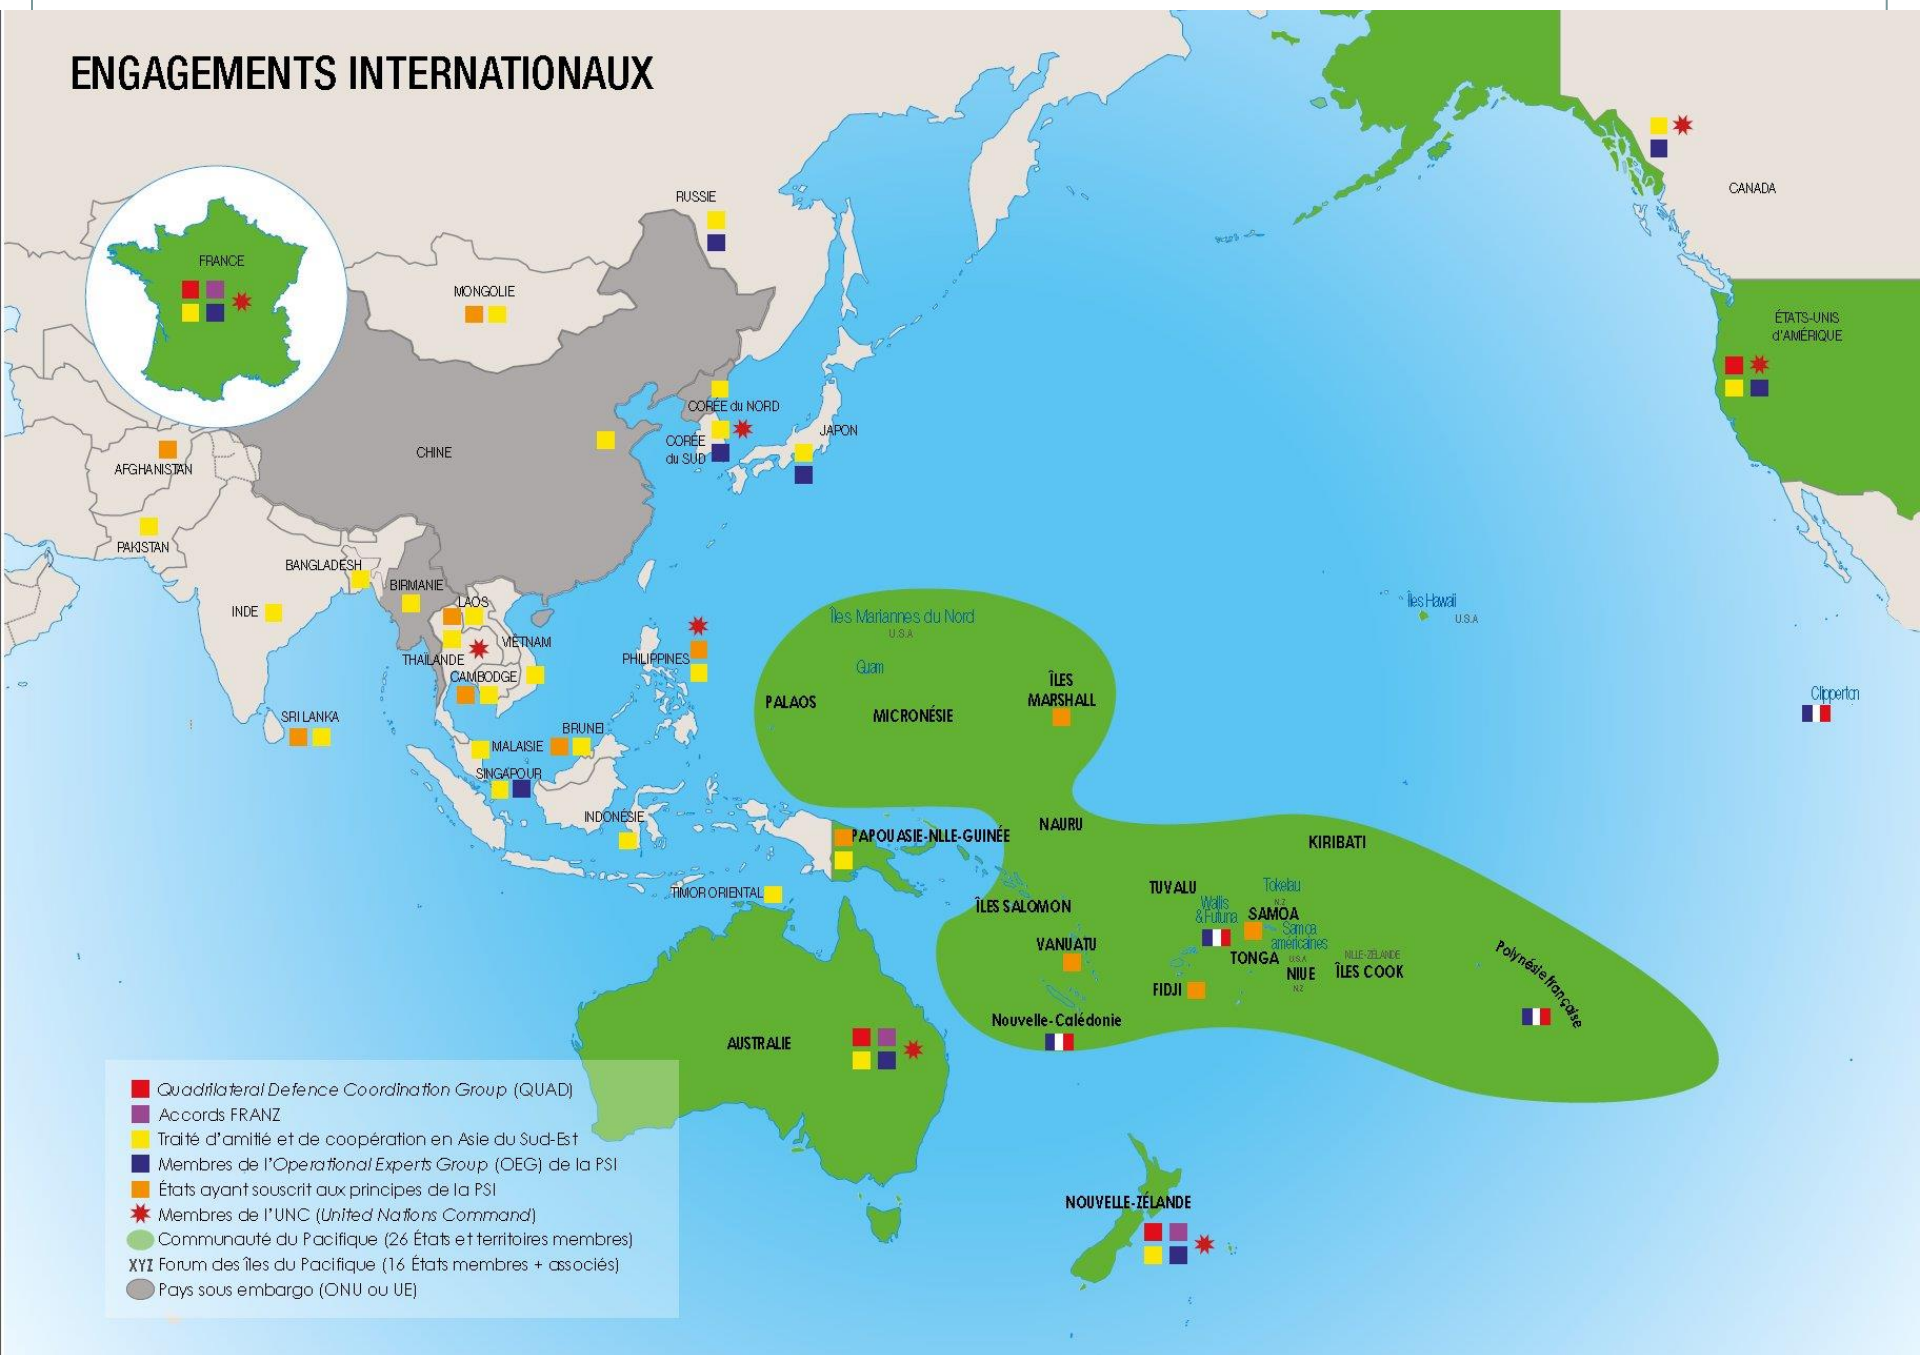 ENGAGEMENTS INTERNATIONAUX
RUSSIE
CANADA
FRANCE
MONGOLIE
ÉTATS-UNIS
d'AMÉRIQUE
CORÉE du NORD
CORÉE
du SUD
JAPON
CHINE
AFGHANISTAN
PAKISTAN
BANGLADESH
BIRMANIE
INDE
LAOS
VIÊTNAM
THAÏLANDE
CAMBODGE
PHILIPPINES
SRI LANKA
BRUNEI
MALAISIE
SINGAPOUR
INDONÉSIE
TIMOR ORIENTAL
Îles Mariannes du Nord
U.S.A
Guam
PALAOS
MICRONÉSIE
ÎLES
MARSHALL
Îles Hawaii
U.S.A
Clipperton
NAURU
KIRIBATI
PAPOUASIE-NLLE-GUINÉE
TUVALU
Tokelau
N.Z
Wallis
& Futuna
SAMOA
Samoa
américaines
U.S.A
ÎLES SALOMON
VANUATU
TONGA
NIUE
N.Z
NLLE-ZÉLANDE
ÎLES COOK
FIDJI
Polynésie française
Nouvelle-Calédonie
AUSTRALIE
NOUVELLE-ZÉLANDE
Quadrilateral Defence Coordination Group (QUAD)
Accords FRANZ
Traité d'amitié et de coopération en Asie du Sud-Est
Membres de l'Operational Experts Group (OEG) de la PSI
États ayant souscrit aux principes de la PSI
Membres de l'UNC (United Nations Command)
Communauté du Pacifique (26 États et territoires membres)
XYZ Forum des îles du Pacifique (16 États membres + associés)
Pays sous embargo (ONU ou UE)